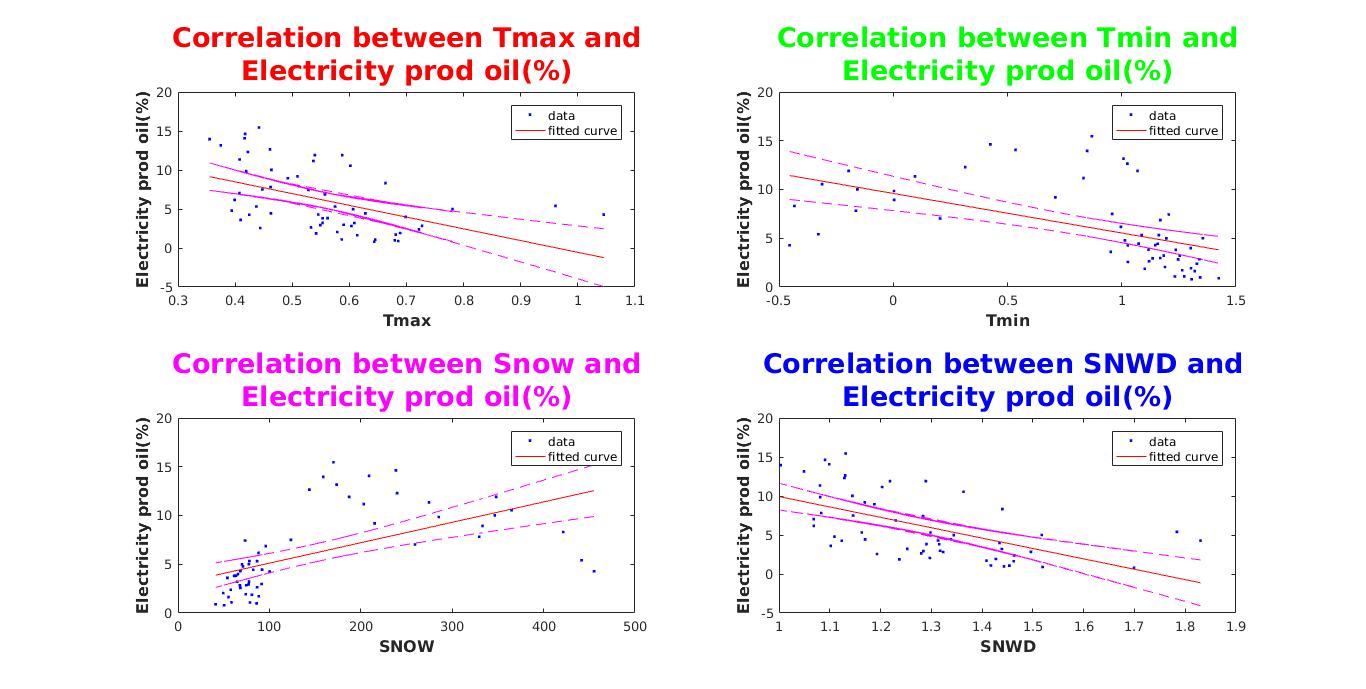 Correlation between Tmax and
Electricity prod oil(%)
Electricity prod oil(%)
20
15
10
5
0
-5
data
fitted curve
0.3 0.4 0.5 0.6 0.7 0.8 0.9 1 1.1
Tmax
Correlation between Tmin and
Electricity prod oil(%)
Electricity prod oil(%)
20
15
10
5
0
data
fitted curve
-0.5 0 0.5 1 1.5
Tmin
Correlation between Snow and
Electricity prod oil(%)
Electricity prod oil(%)
20
15
10
5
0
data
fitted curve
0 100 200 300 400 500
SNOW
Correlation between SNWD and
Electricity prod oil(%)
Electricity prod oil(%)
20
15
10
5
0
-5
data
fitted curve
1 1.1 1.2 1.3 1.4 1.5 1.6 1.7 1.8 1.9
SNWD